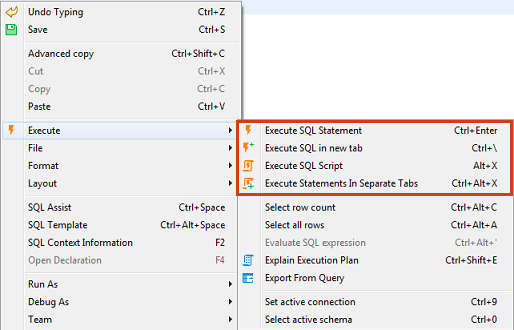 Undo Typing Ctrl+Z
Save Ctrl+S
Advanced copy Ctrl+Shift+C
Cut Ctrl+X
Copy Ctrl+C
Paste Ctrl+V
Execute
File
Format
Layout
SQL Assist Ctrl+Space
SQL Template Ctrl+Alt+Space
SQL Context Information F2
Open Declaration F4
Run As
Debug As
Team
Execute SQL Statement Ctrl+Enter
Execute SQL in new tab Ctrl+\
Execute SQL Script Alt+X
Execute Statements In Separate Tabs Ctrl+Alt+X
Select row count Ctrl+Alt+C
Select all rows Ctrl+Alt+A
Evaluate SQL expression Ctrl+Alt+'
Explain Execution Plan Ctrl+Shift+E
Export From Query
Set active connection Ctrl+9
Select active schema Ctrl+0